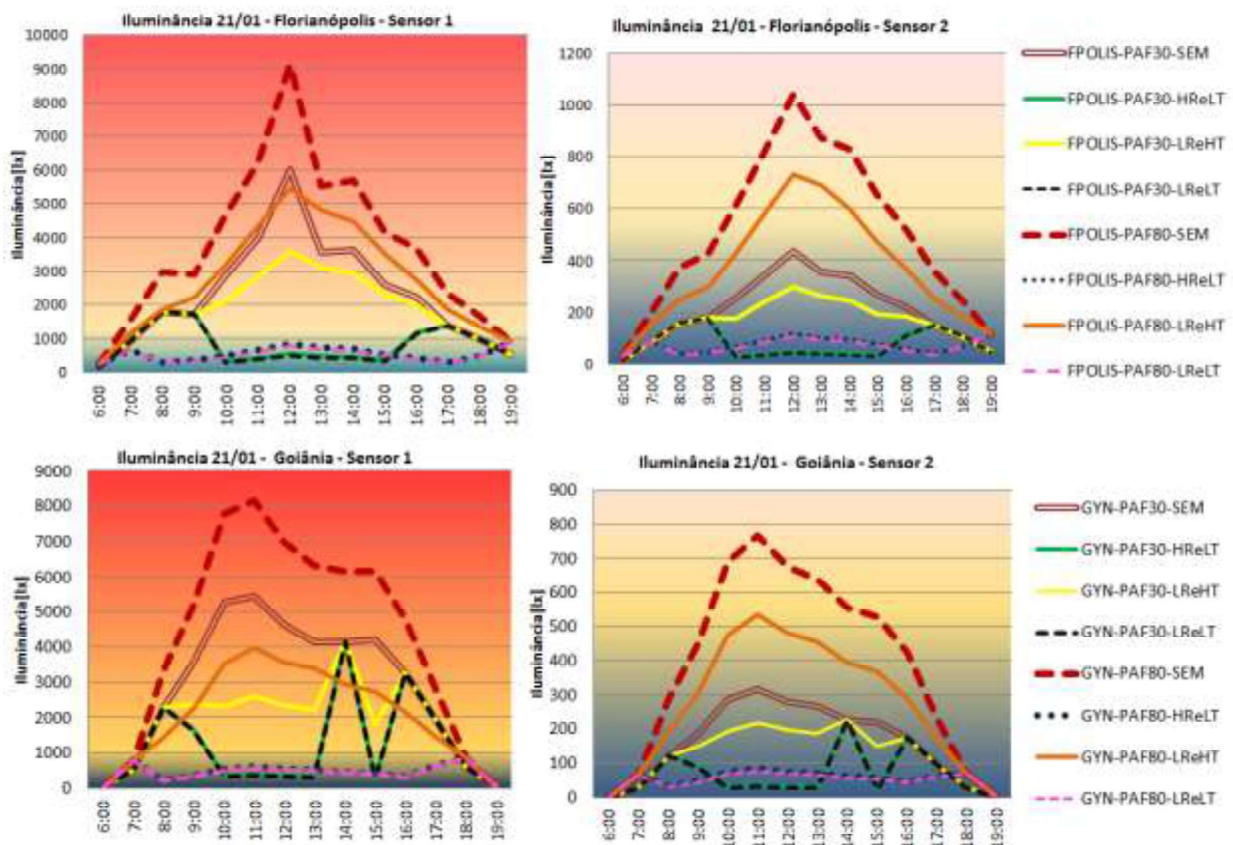 Iluminância 21/01 - Florianópolis - Sensor 1
Iluminância[lx]
10000
9000
8000
7000
6000
5000
4000
3000
2000
1000
0
6:00 7:00 8:00 9:00 10:00 11:00 12:00 13:00 14:00 15:00 16:00 17:00 18:00 19:00
Iluminância 21/01 - Florianópolis - Sensor 2
Iluminância[lx]
1200
1000
800
600
400
200
0
6:00 7:00 8:00 9:00 10:00 11:00 12:00 13:00 14:00 15:00 16:00 17:00 18:00 19:00
FPOLIS-PAF30-SEM
FPOLIS-PAF30-HReLT
FPOLIS-PAF30-LReHT
FPOLIS-PAF30-LReLT
FPOLIS-PAF80-SEM
FPOLIS-PAF80-HReLT
FPOLIS-PAF80-LReHT
FPOLIS-PAF80-LReLT
Iluminância 21/01 - Goiânia - Sensor 1
Iluminância[lx]
9000
8000
7000
6000
5000
4000
3000
2000
1000
0
6:00 7:00 8:00 9:00 10:00 11:00 12:00 13:00 14:00 15:00 16:00 17:00 18:00 19:00
Iluminância 21/01 - Goiânia - Sensor 2
Iluminância[lx]
900
800
700
600
500
400
300
200
100
0
6:00 7:00 8:00 9:00 10:00 11:00 12:00 13:00 14:00 15:00 16:00 17:00 18:00 19:00
GYN-PAF30-SEM
GYN-PAF30-HReLT
GYN-PAF30-LReHT
GYN-PAF30-LReLT
GYN-PAF80-SEM
GYN-PAF80-HReLT
GYN-PAF80-LReHT
GYN-PAF80-LReLT